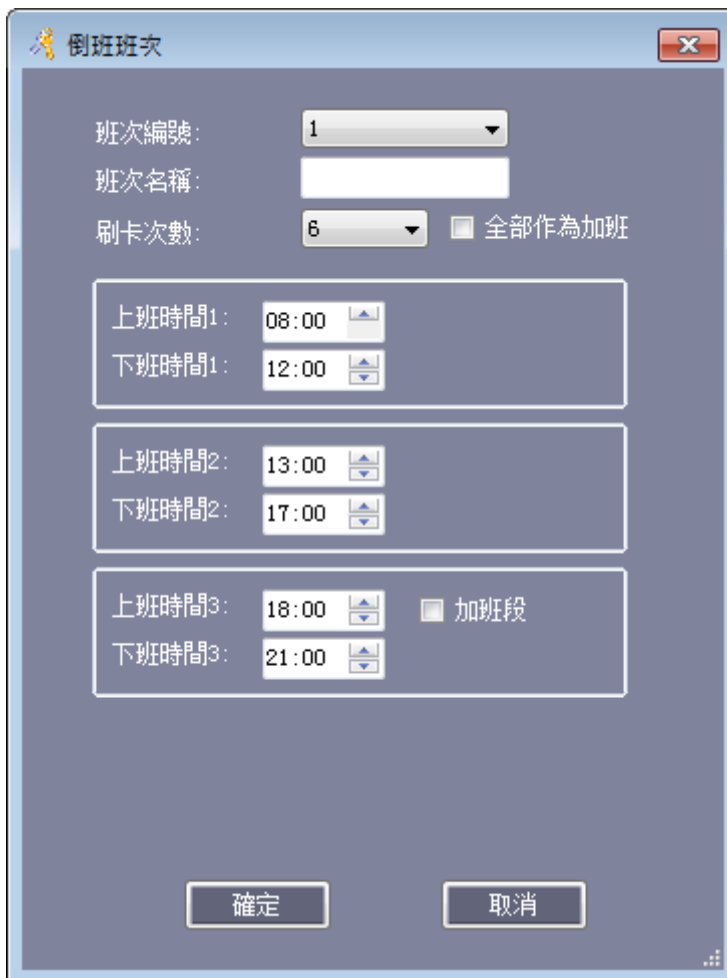 倒班班次
班次編號: 1
班次名稱:
刷卡次數: 6 全部作為加班
上班時間1: 08:00
下班時間1: 12:00
上班時間2: 13:00
下班時間2: 17:00
上班時間3: 18:00 加班段
下班時間3: 21:00
確定 取消